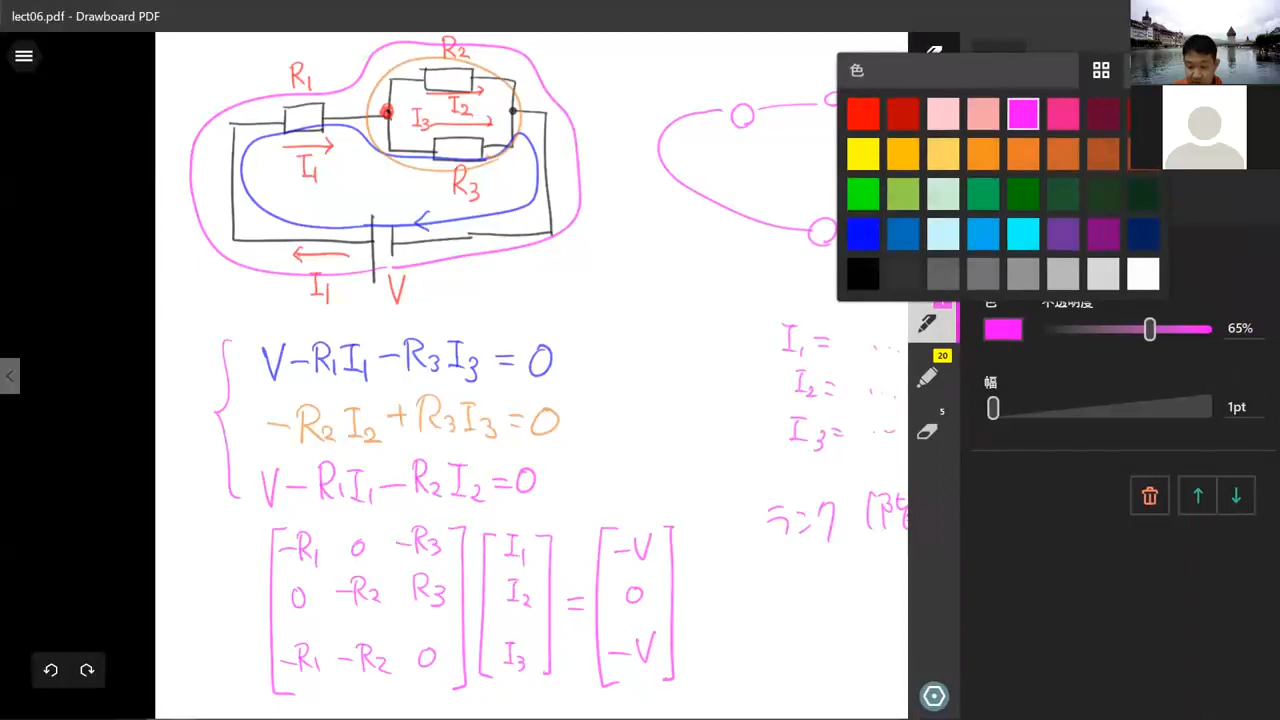 lect06.pdf - Drawboard PDF
色
R₂
R₁
I₂
I₃
I₁
R₃
I₁
V
色
不透明度
65%
20
幅
5
1pt
V-R₁I₁-R₃I₃=0
-R₂I₂+R₃I₃=0
V-R₁I₁-R₂I₂=0
I₁= ...
I₂= ...
I₃= ...
ランク
-R₁ 0 -R₃ I₁ -V
0 -R₂ R₃ I₂ = 0
-R₁ -R₂ 0 I₃ -V